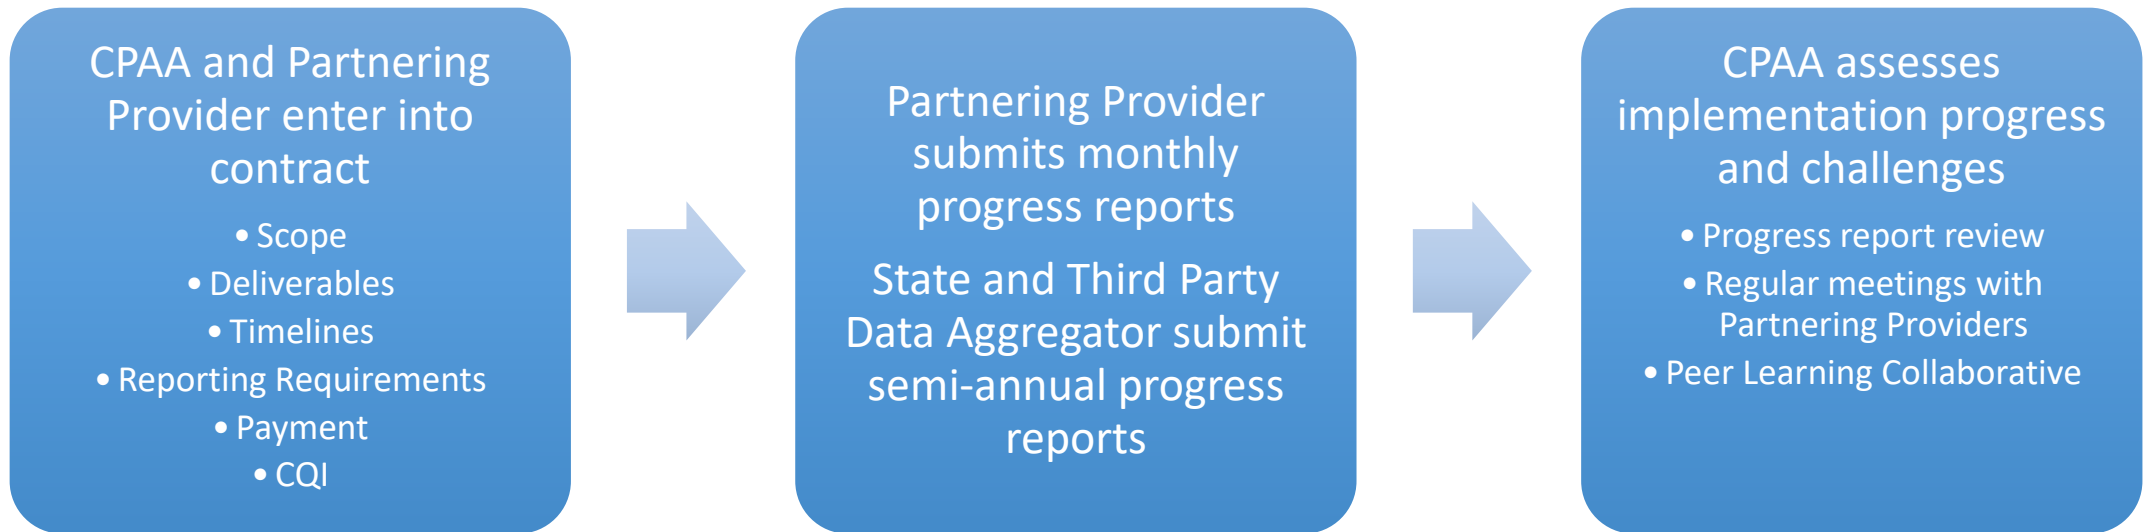 CPAA and Partnering
Provider enter into
contract
• Scope
• Deliverables
• Timelines
• Reporting Requirements
• Payment
• CQI
Partnering Provider
submits monthly
progress reports
State and Third Party
Data Aggregator submit
semi-annual progress
reports
CPAA assesses
implementation progress
and challenges
• Progress report review
• Regular meetings with
Partnering Providers
• Peer Learning Collaborative